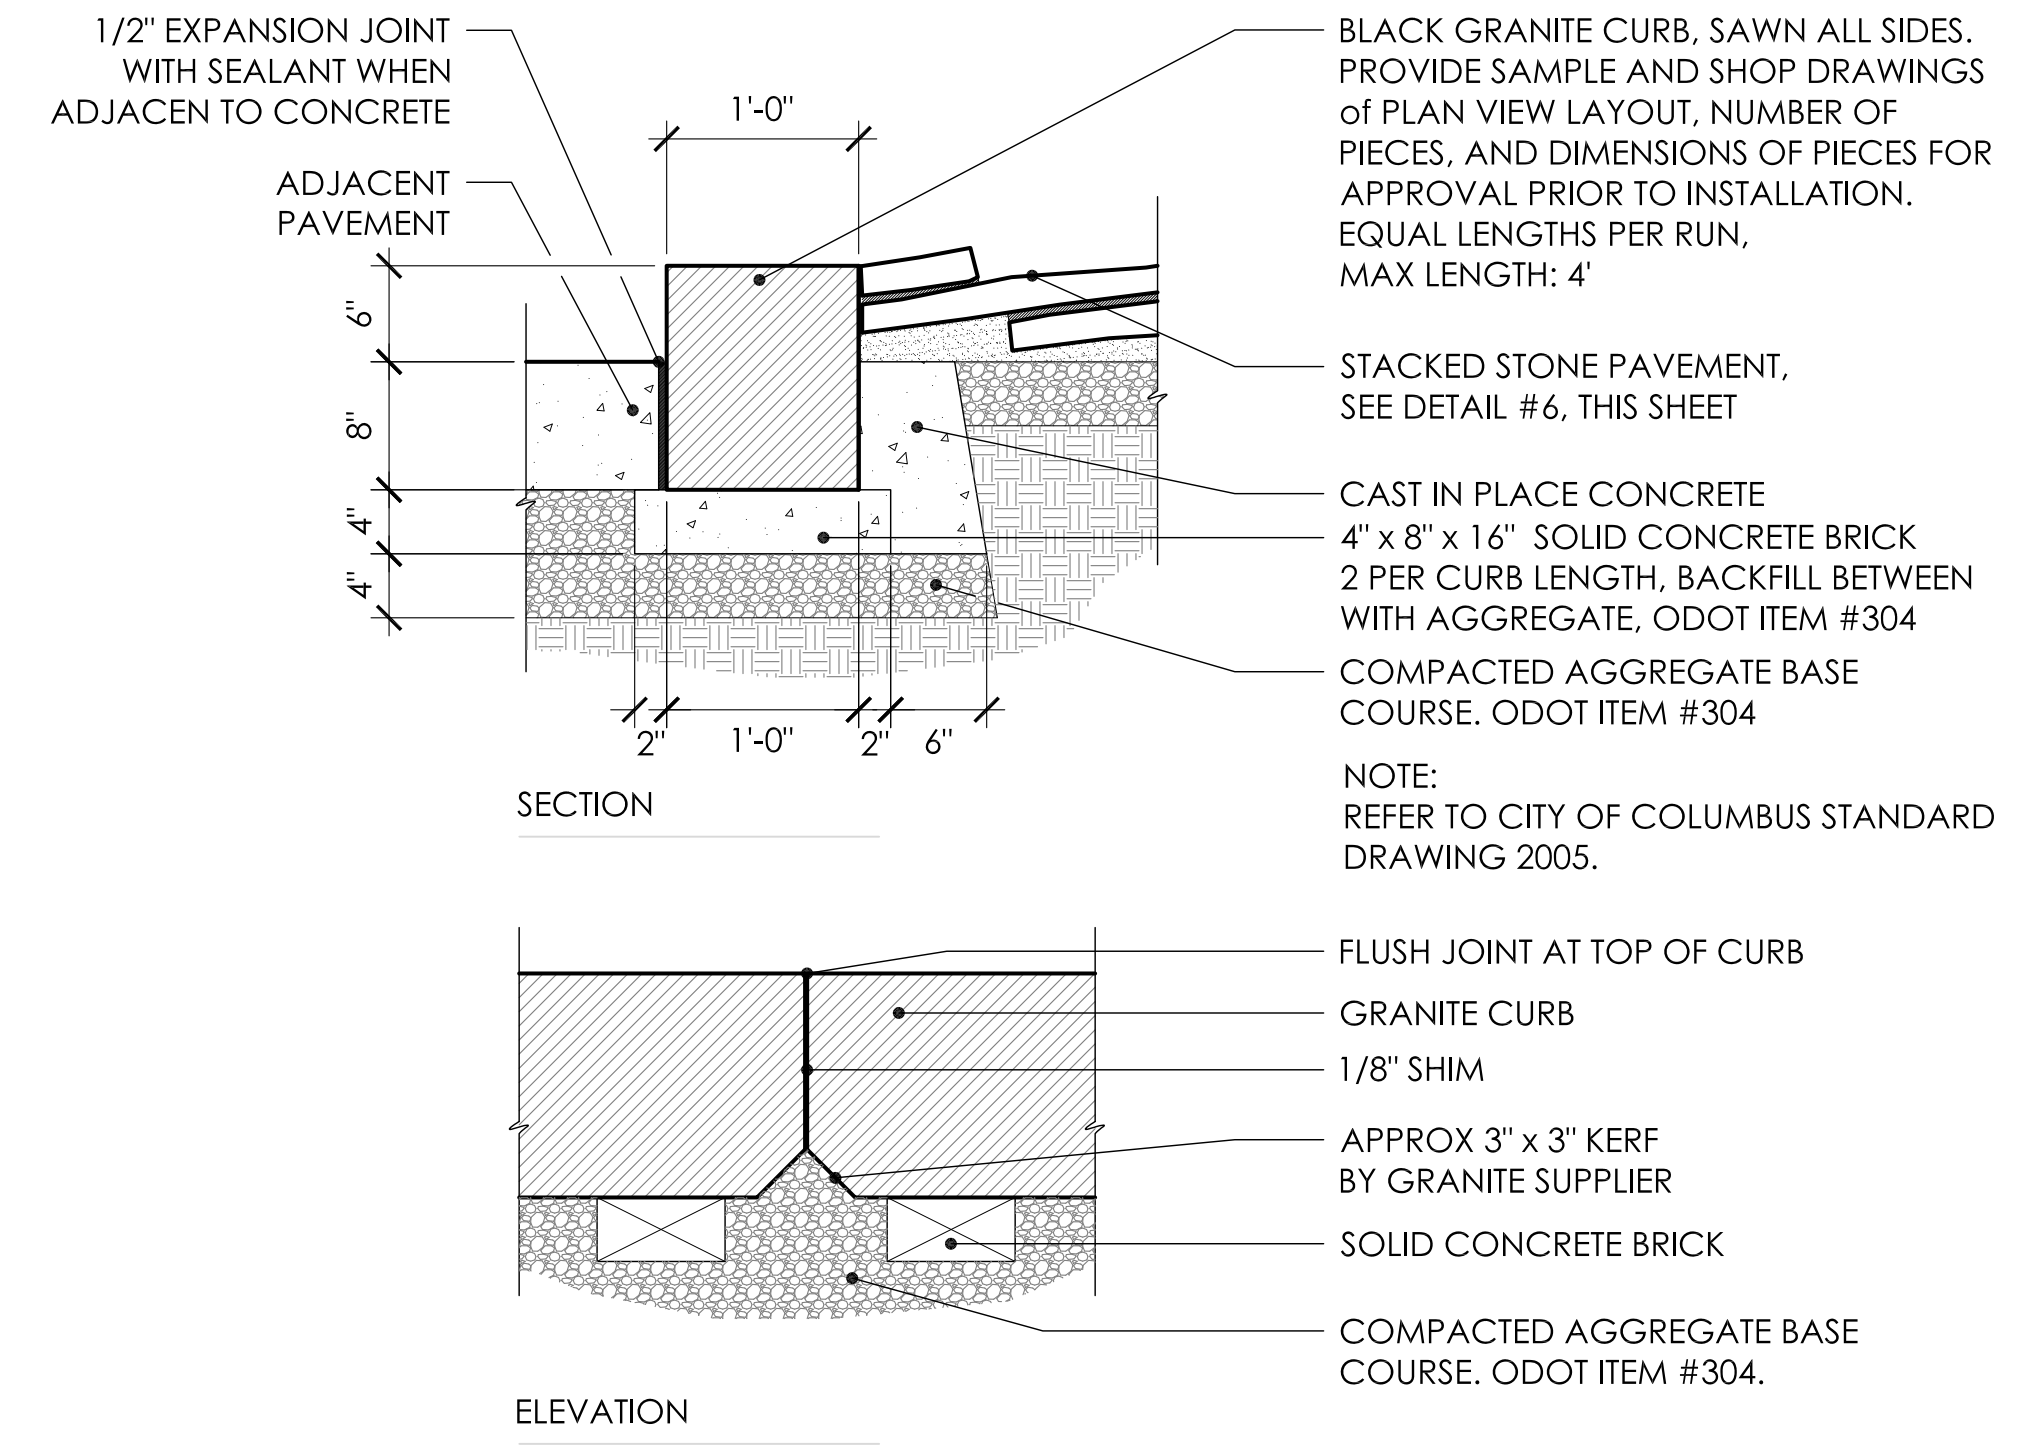 1/2" EXPANSION JOINT
WITH SEALANT WHEN
ADJACEN TO CONCRETE
ADJACENT
PAVEMENT
1'-0"
6"
8"
4"
4"
2"
1'-0"
2"
6"
BLACK GRANITE CURB, SAWN ALL SIDES.
PROVIDE SAMPLE AND SHOP DRAWINGS
of PLAN VIEW LAYOUT, NUMBER OF
PIECES, AND DIMENSIONS OF PIECES FOR
APPROVAL PRIOR TO INSTALLATION.
EQUAL LENGTHS PER RUN,
MAX LENGTH: 4'
STACKED STONE PAVEMENT,
SEE DETAIL #6, THIS SHEET
CAST IN PLACE CONCRETE
4" x 8" x 16" SOLID CONCRETE BRICK
2 PER CURB LENGTH, BACKFILL BETWEEN
WITH AGGREGATE, ODOT ITEM #304
COMPACTED AGGREGATE BASE
COURSE. ODOT ITEM #304
NOTE:
REFER TO CITY OF COLUMBUS STANDARD
DRAWING 2005.
SECTION
FLUSH JOINT AT TOP OF CURB
GRANITE CURB
1/8" SHIM
APPROX 3" x 3" KERF
BY GRANITE SUPPLIER
SOLID CONCRETE BRICK
COMPACTED AGGREGATE BASE
COURSE. ODOT ITEM #304.
ELEVATION